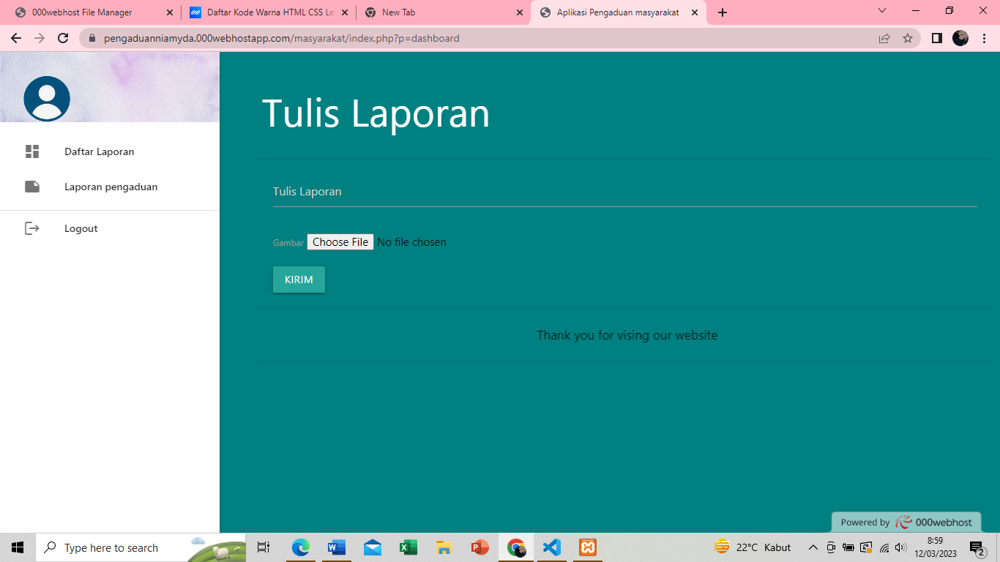 000webhost File Manager
Daftar Kode Warna HTML CSS Le
New Tab
Aplikasi Pengaduan masyarakat
pengaduanniamyda.000webhostapp.com/masyarakat/index.php?p=dashboard
Daftar Laporan
Laporan pengaduan
Logout
Tulis Laporan
Tulis Laporan
Gambar Choose File No file chosen
KIRIM
Thank you for vising our website
Powered by 000webhost
Type here to search
22°C Kabut
8:59
12/03/2023
2